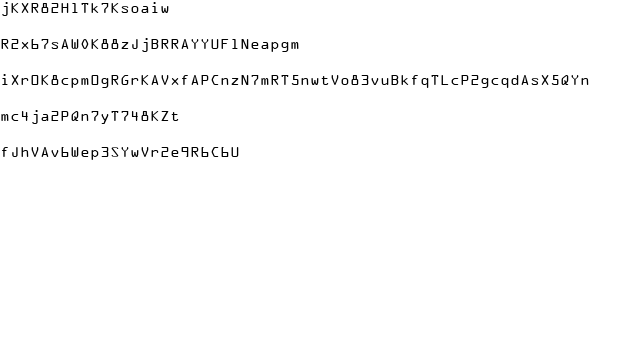 jKXR82H1Tk7Ksoaiw
R2x67sAW0K88zJjBRRAYYUF1Neapgm
iXrOK8cpmOgRGrKAVxfAPCnzN7mRT5nwtVo83vuBkfqTLcP2gcqdAsX5QYn
mc4ja2PQn7yT748KZt
fJhVAv6Wep3SYwVr2e9R6C6U